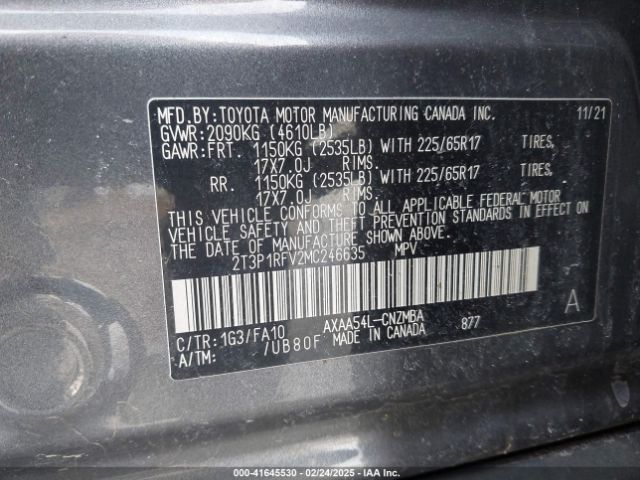 MFD.BY:TOYOTA MOTOR MANUFACTURING CANADA INC. 11/21
GVWR:2090KG (4610LB)
GAWR:FRT. 1150KG (2535LB) WITH 225/65R17 TIRES,
17X7.0J RIMS.
RR. 1150KG (2535LB) WITH 225/65R17 TIRES,
17X7.0J RIMS.
THIS VEHICLE CONFORMS TO ALL APPLICABLE FEDERAL MOTOR
VEHICLE SAFETY AND THEFT PREVENTION STANDARDS IN EFFECT ON
THE DATE OF MANUFACTURE SHOWN ABOVE.
2T3P1RFV2MC246635 MPV
A
C/TR:1G3/FA10 AXAA54L-CNZMBA 877
A/TM: /UB80F MADE IN CANADA
000-41645530 - 02/24/2025 - IAA Inc.